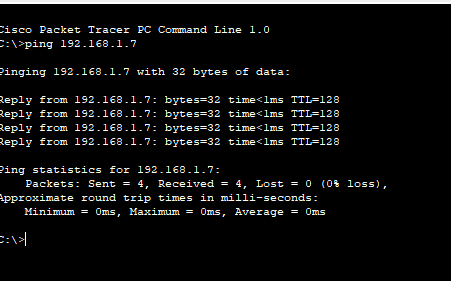 Cisco Packet Tracer PC Command Line 1.0
C:\>ping 192.168.1.7
Pinging 192.168.1.7 with 32 bytes of data:
Reply from 192.168.1.7: bytes=32 time<1ms TTL=128
Reply from 192.168.1.7: bytes=32 time<1ms TTL=128
Reply from 192.168.1.7: bytes=32 time<1ms TTL=128
Reply from 192.168.1.7: bytes=32 time<1ms TTL=128
Ping statistics for 192.168.1.7:
Packets: Sent = 4, Received = 4, Lost = 0 (0% loss),
Approximate round trip times in milli-seconds:
Minimum = 0ms, Maximum = 0ms, Average = 0ms
C:\>